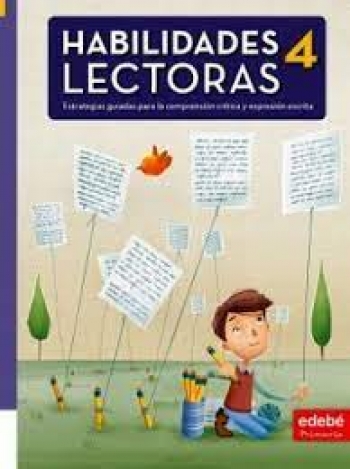 HABILIDADES 4
LECTORAS
Estrategias guiadas para la comprensión crítica y expresión escrita
edebé
Primaria